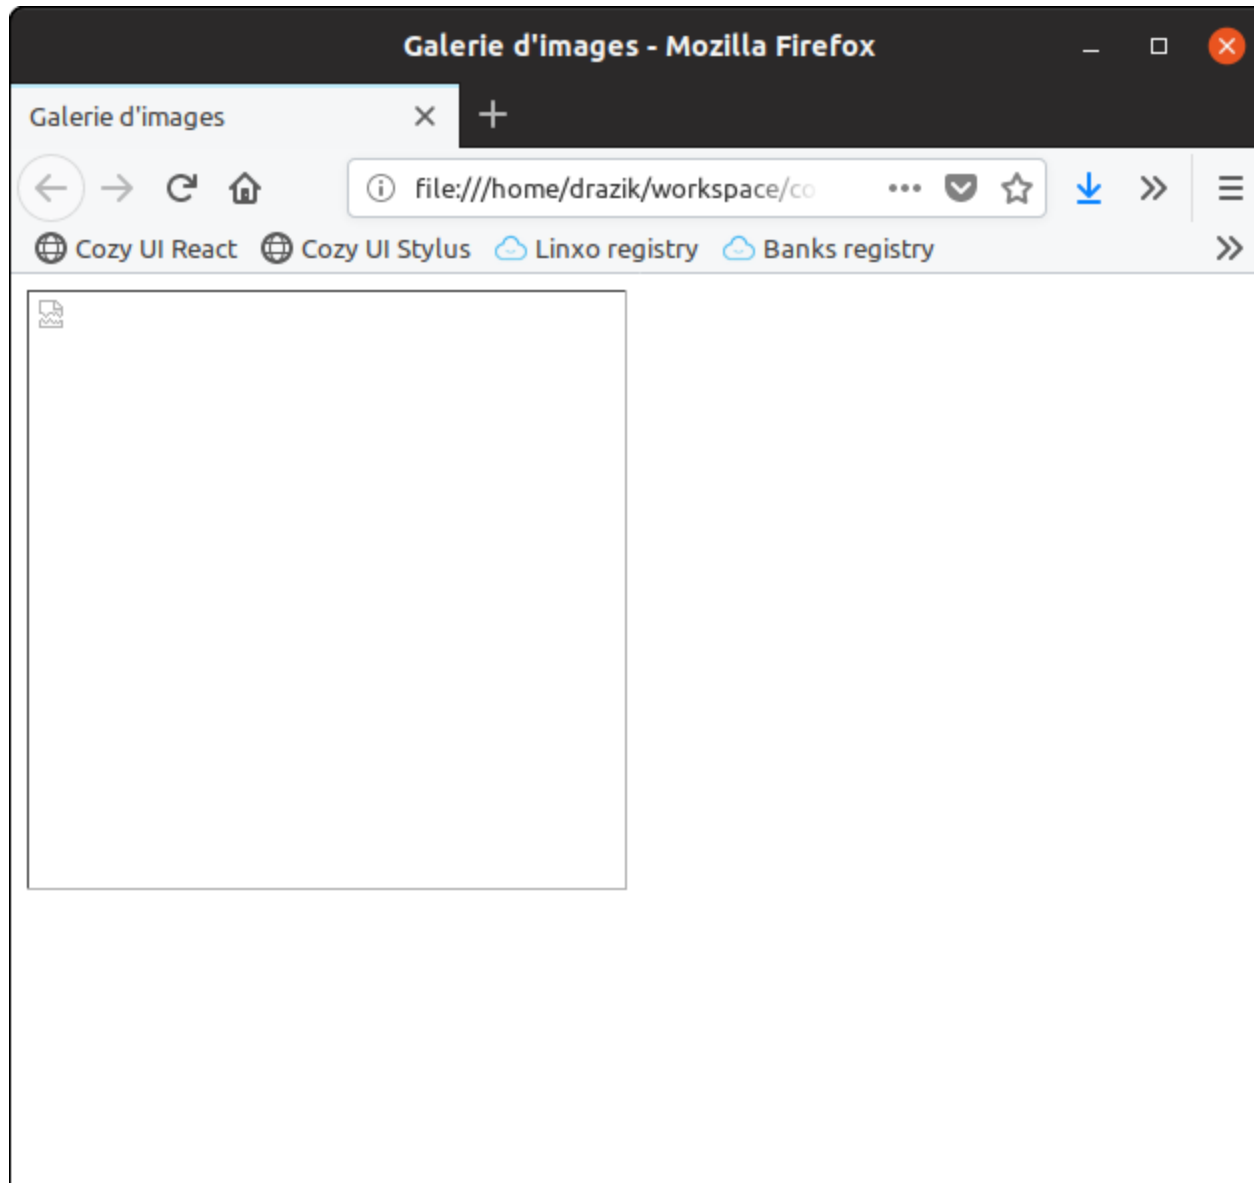 Galerie d'images - Mozilla Firefox
Galerie d'images
file:///home/drazik/workspace/co
Cozy UI React Cozy UI Stylus Linxo registry Banks registry